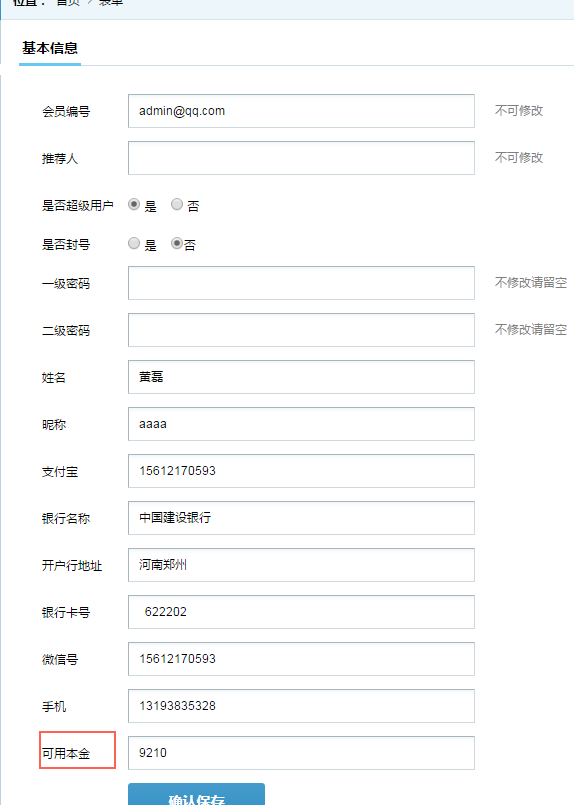 位置： 首页 > 表单
基本信息
会员编号 admin@qq.com 不可修改
推荐人 不可修改
是否超级用户 是 否
是否封号 是 否
一级密码 不修改请留空
二级密码 不修改请留空
姓名 黄磊
昵称 aaaa
支付宝 15612170593
银行名称 中国建设银行
开户行地址 河南郑州
银行卡号 622202
微信号 15612170593
手机 13193835328
可用本金 9210
确认保存